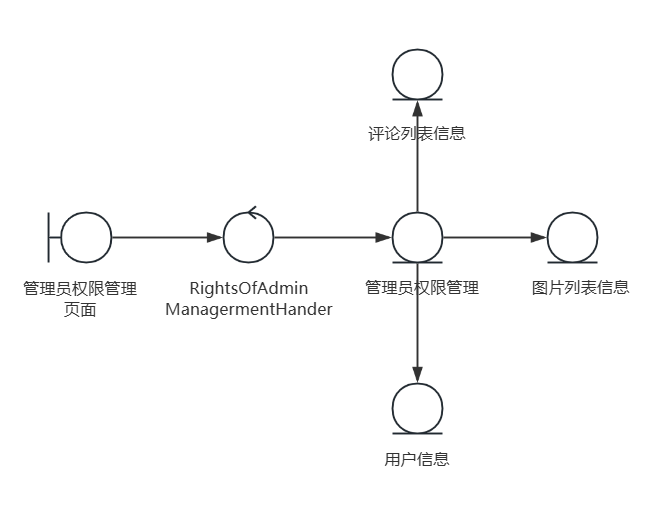 评论列表信息
管理员权限管理
页面
RightsOfAdmin
ManagermentHander
管理员权限管理
图片列表信息
用户信息